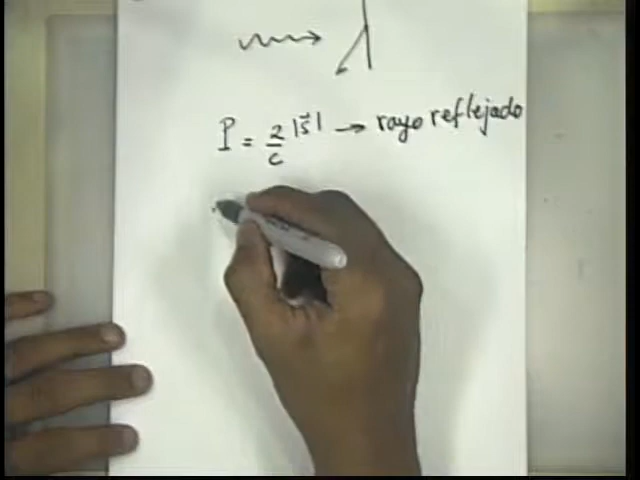 P = 2/c |s⃗| → rayo reflejado